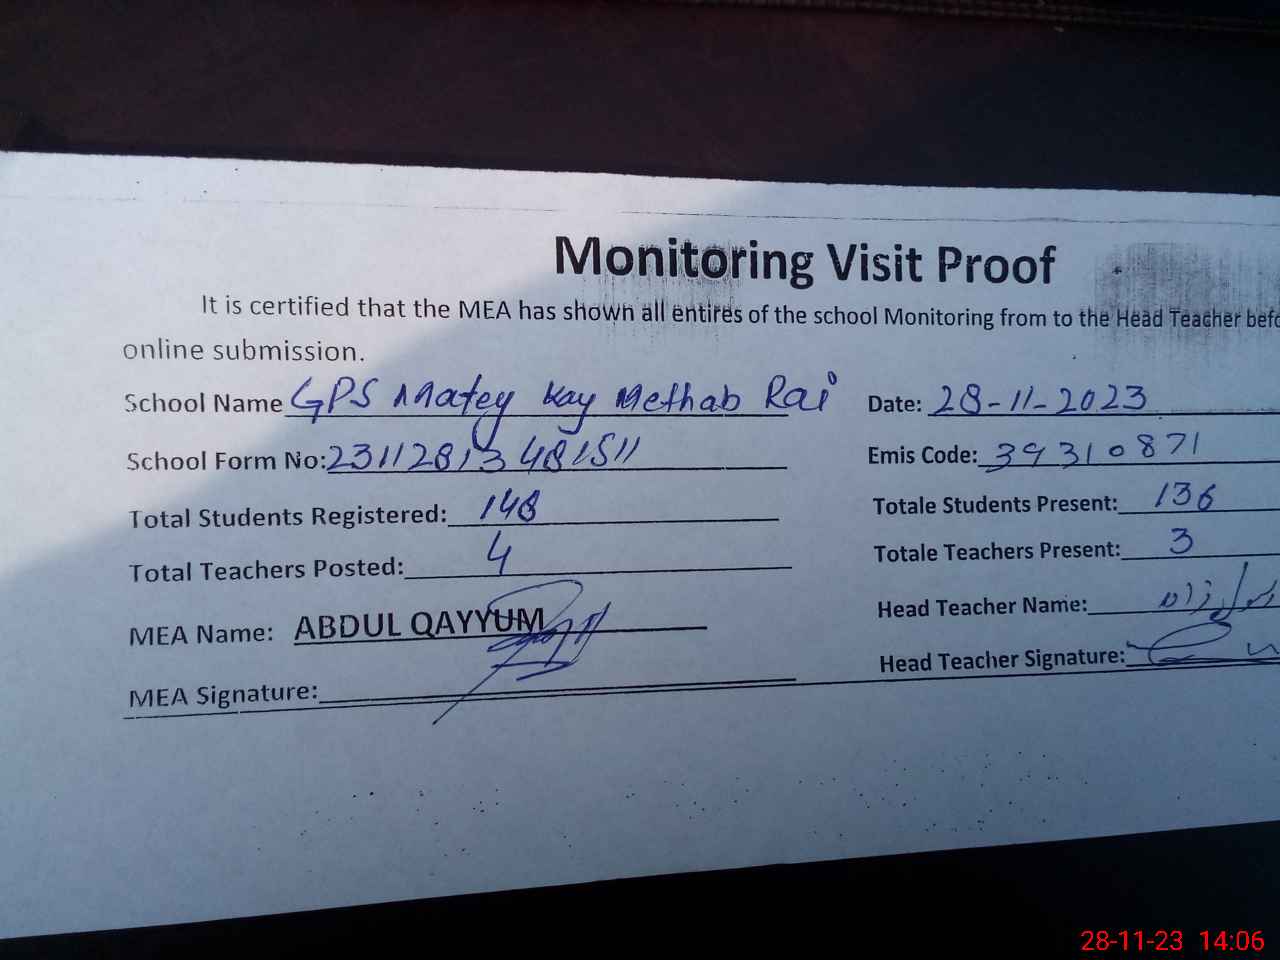 Monitoring Visit Proof
It is certified that the MEA has shown all entires of the school Monitoring from to the Head Teacher befo
online submission.
School Name GPS Matey Kay Methab Rai Date: 28-11-2023
School Form No: 231128134818511 Emis Code: 39310871
Total Students Registered: 148 Totale Students Present: 136
Total Teachers Posted: 4 Totale Teachers Present: 3
MEA Name: ABDUL QAYYUM Head Teacher Name:
MEA Signature: Head Teacher Signature:
28-11-23 14:06